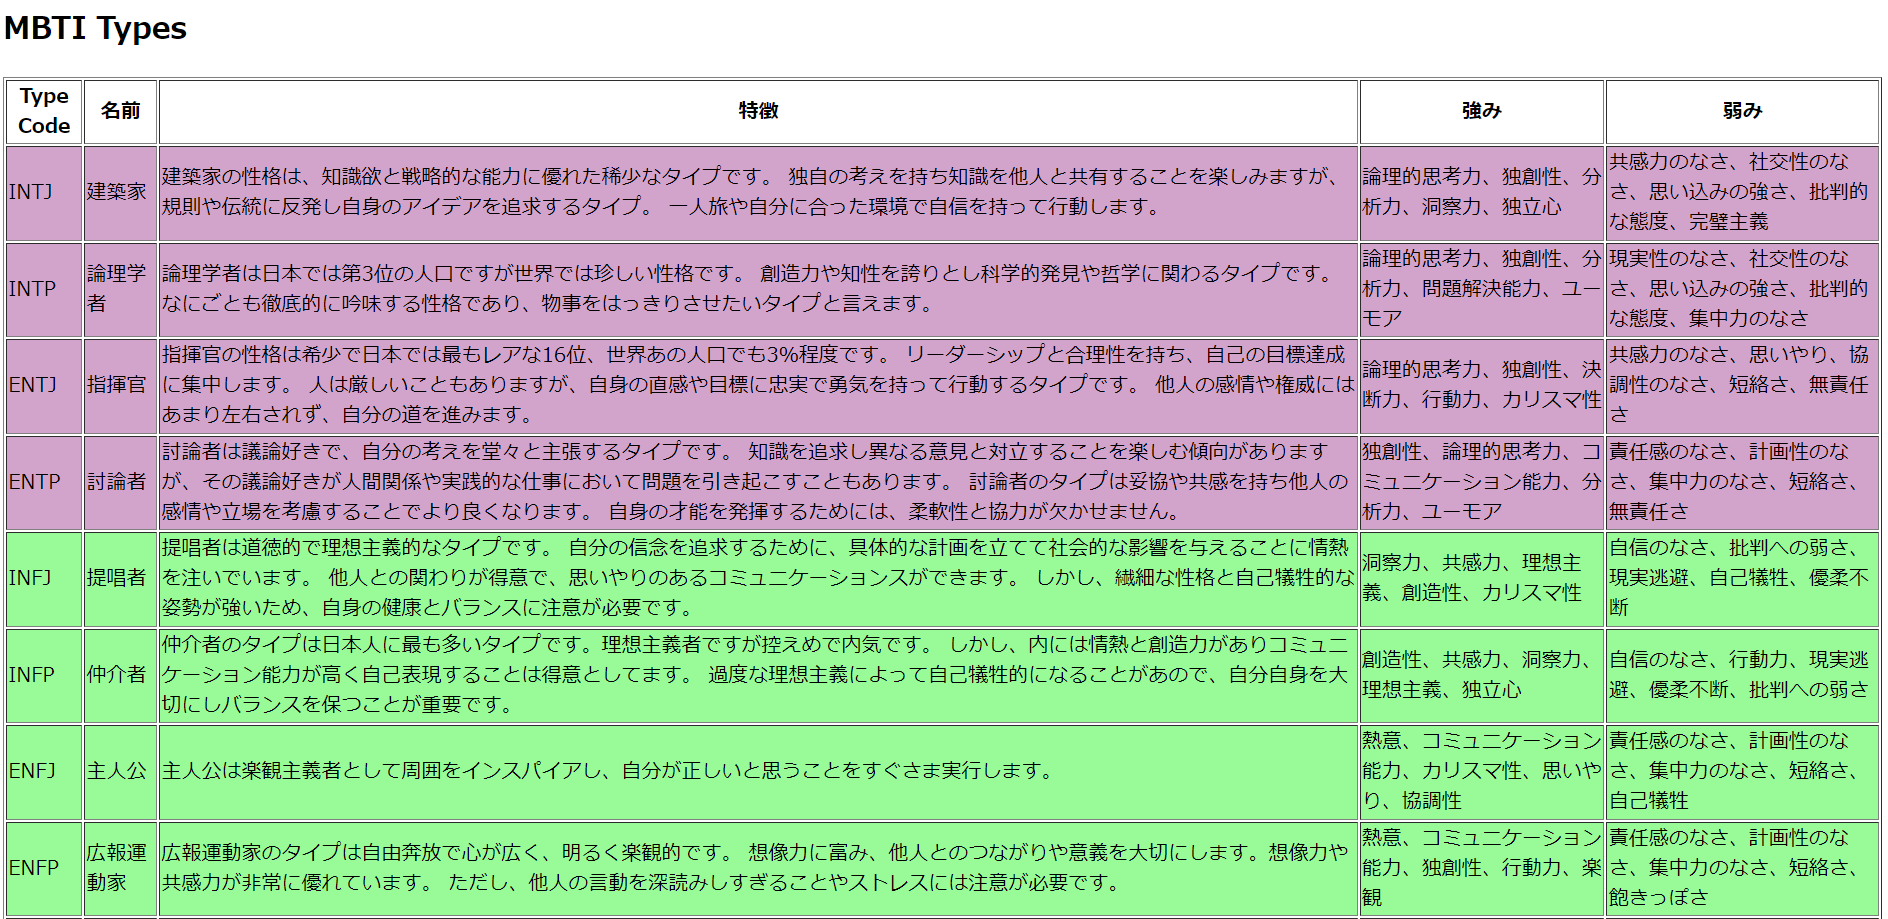 MBTI Types
Type
Code
名前
特徴
強み
弱み
INTJ
建築家
建築家の性格は、知識欲と戦略的な能力に優れた稀少なタイプです。 独自の考えを持ち知識を他人と共有することを楽しみますが、
規則や伝統に反発し自身のアイデアを追求するタイプ。 一人旅や自分に合った環境で自信を持って行動します。
論理的思考力、独創性、分
析力、洞察力、独立心
共感力のなさ、社交性のな
さ、思い込みの強さ、批判的
な態度、完璧主義
INTP
論理学
者
論理学者は日本では第3位の人口ですが世界では珍しい性格です。 創造力や知性を誇りとし科学的発見や哲学に関わるタイプです。
なにごとも徹底的に吟味する性格であり、物事をはっきりさせたいタイプと言えます。
論理的思考力、独創性、分
析力、問題解決能力、ユー
モア
現実性のなさ、社交性のな
さ、思い込みの強さ、批判的
な態度、集中力のなさ
ENTJ
指揮官
指揮官の性格は希少で日本では最もレアな16位、世界あの人口でも3%程度です。 リーダーシップと合理性を持ち、自己の目標達成
に集中します。 人は厳しいこともありますが、自身の直感や目標に忠実で勇気を持って行動するタイプです。 他人の感情や権威には
あまり左右されず、自分の道を進みます。
論理的思考力、独創性、決
断力、行動力、カリスマ性
共感力のなさ、思いやり、協
調性のなさ、短絡さ、無責任
さ
ENTP
討論者
討論者は議論好きで、自分の考えを堂々と主張するタイプです。 知識を追求し異なる意見と対立することを楽しむ傾向があります
が、その議論好きが人間関係や実践的な仕事において問題を引き起こすこともあります。 討論者のタイプは妥協や共感を持ち他人の
感情や立場を考慮することでより良くなります。 自身の才能を発揮するためには、柔軟性と協力が欠かせません。
独創性、論理的思考力、コ
ミュニケーション能力、分
析力、ユーモア
責任感のなさ、計画性のな
さ、集中力のなさ、短絡さ、
無責任さ
INFJ
提唱者
提唱者は道徳的で理想主義的なタイプです。 自分の信念を追求するために、具体的な計画を立てて社会的な影響を与えることに情熱
を注いでいます。 他人との関わりが得意で、思いやりのあるコミュニケーションスができます。 しかし、繊細な性格と自己犠牲的な
姿勢が強いため、自身の健康とバランスに注意が必要です。
洞察力、共感力、理想主
義、創造性、カリスマ性
自信のなさ、批判への弱さ、
現実逃避、自己犠牲、優柔不
断
INFP
仲介者
仲介者のタイプは日本人に最も多いタイプです。理想主義者ですが控えめで内気です。 しかし、内には情熱と創造力がありコミュニ
ケーション能力が高く自己表現することは得意としてます。 過度な理想主義によって自己犠牲的になることがあので、自分自身を大
切にしバランスを保つことが重要です。
創造性、共感力、洞察力、
理想主義、独立心
自信のなさ、行動力、現実逃
避、優柔不断、批判への弱さ
ENFJ
主人公
主人公は楽観主義者として周囲をインスパイアし、自分が正しいと思うことをすぐさま実行します。
熱意、コミュニケーション
能力、カリスマ性、思いや
り、協調性
責任感のなさ、計画性のな
さ、集中力のなさ、短絡さ、
自己犠牲
ENFP
広報運
動家
広報運動家のタイプは自由奔放で心が広く、明るく楽観的です。 想像力に富み、他人とのつながりや意義を大切にします。想像力や
共感力が非常に優れています。 ただし、他人の言動を深読みしすぎることやストレスには注意が必要です。
熱意、コミュニケーション
能力、独創性、行動力、楽
観
責任感のなさ、計画性のな
さ、集中力のなさ、短絡さ、
飽きっぽさ